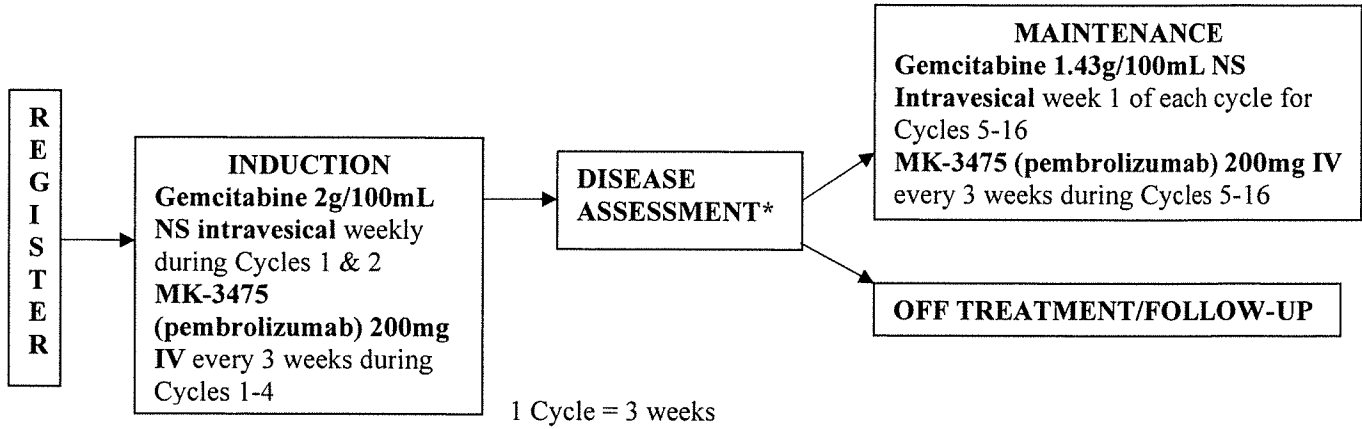 R
E
G
I
S
T
E
R
INDUCTION
Gemcitabine 2g/100mL
NS intravesical weekly
during Cycles 1 & 2
MK-3475
(pembrolizumab) 200mg
IV every 3 weeks during
Cycles 1-4
1 Cycle = 3 weeks
DISEASE
ASSESSMENT*
MAINTENANCE
Gemcitabine 1.43g/100mL NS
Intravesical week 1 of each cycle for
Cycles 5-16
MK-3475 (pembrolizumab) 200mg IV
every 3 weeks during Cycles 5-16
OFF TREATMENT/FOLLOW-UP